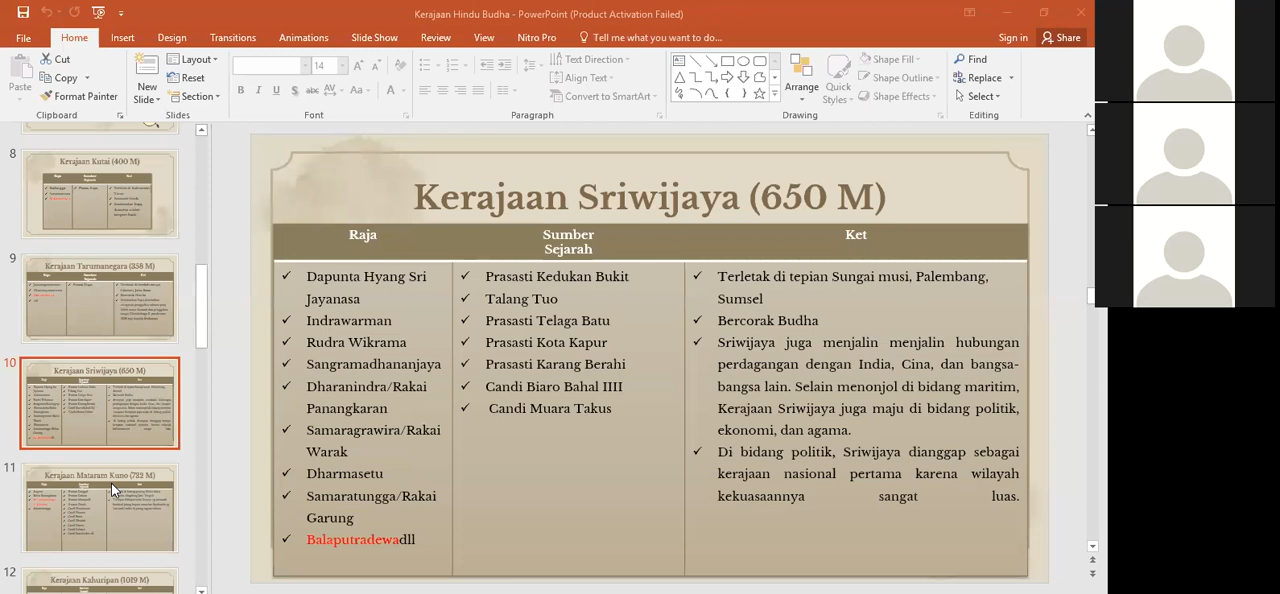 Kerajaan Hindu Budha - PowerPoint (Product Activation Failed)
File Home Insert Design Transitions Animations Slide Show Review View Nitro Pro Tell me what you want to do... Sign in Share
Paste
Cut
Copy
Format Painter
Clipboard
New Slide
Layout
Reset
Section
Slides
14
B I U S abc AV Aa A
Font
Text Direction
Align Text
Convert to SmartArt
Paragraph
Arrange
Quick Styles
Shape Fill
Shape Outline
Shape Effects
Drawing
Find
Replace
Select
Editing
8
Kerajaan Kutai (400 M)
9
Kerajaan Tarumanegara (358 M)
10
Kerajaan Sriwijaya (650 M)
11
Kerajaan Mataram Kuno (732 M)
12
Kerajaan Kahuripan (1019 M)
Kerajaan Sriwijaya (650 M)
Raja
Sumber
Sejarah
Ket
Dapunta Hyang Sri
Jayanasa
Indrawarman
Rudra Wikrama
Sangramadhananjaya
Dharanindra/Rakai
Panangkaran
Samaragrawira/Rakai
Warak
Dharmasetu
Samaratungga/Rakai
Garung
Balaputradewadll
Prasasti Kedukan Bukit
Talang Tuo
Prasasti Telaga Batu
Prasasti Kota Kapur
Prasasti Karang Berahi
Candi Biaro Bahal IIII
Candi Muara Takus
Terletak di tepian Sungai musi, Palembang,
Sumsel
Bercorak Budha
Sriwijaya juga menjalin menjalin hubungan
perdagangan dengan India, Cina, dan bangsa-
bangsa lain. Selain menonjol di bidang maritim,
Kerajaan Sriwijaya juga maju di bidang politik,
ekonomi, dan agama.
Di bidang politik, Sriwijaya dianggap sebagai
kerajan nasional pertama karena wilayah
kekuasaannya sangat luas.